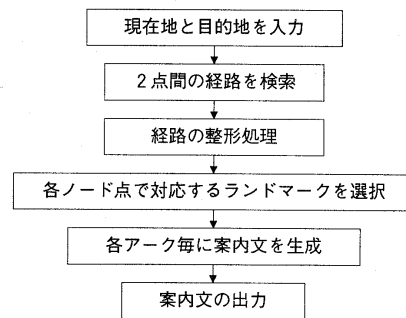 現在地と目的地を入力
2点間の経路を検索
経路の整形処理
各ノード点で対応するランドマークを選択
各アーク毎に案内文を生成
案内文の出力